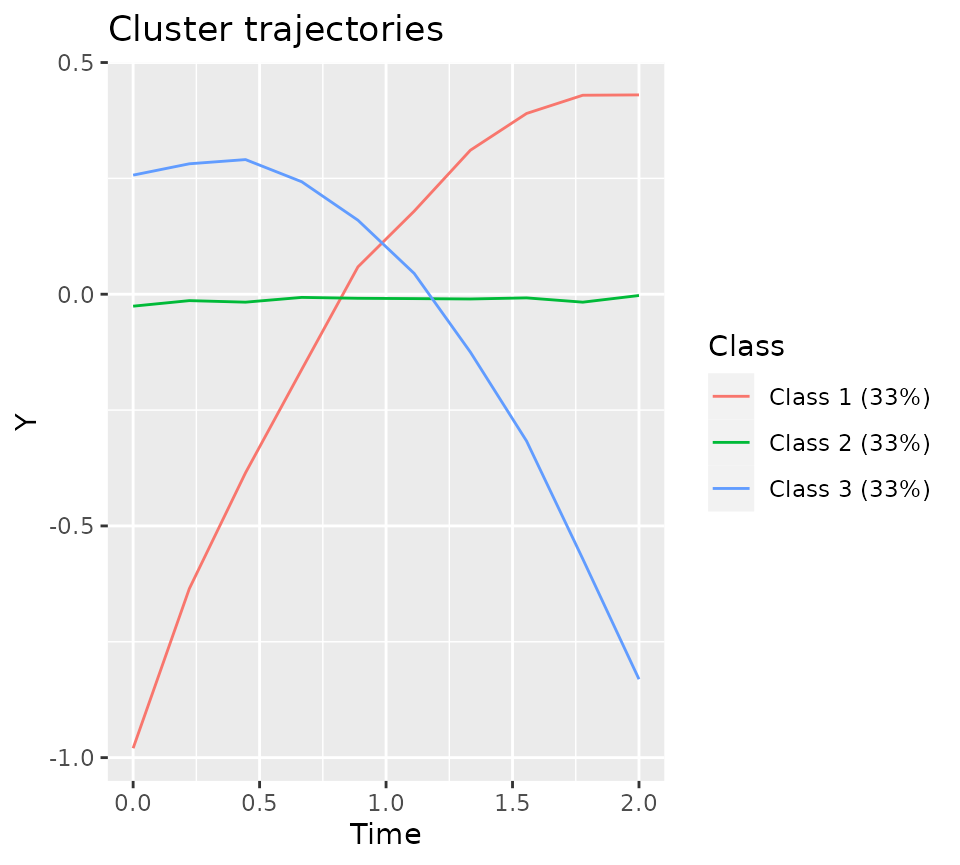 Cluster trajectories
0.5
0.0
-0.5
-1.0
Y
0.0 0.5 1.0 1.5 2.0
Time
Class
Class 1 (33%)
Class 2 (33%)
Class 3 (33%)